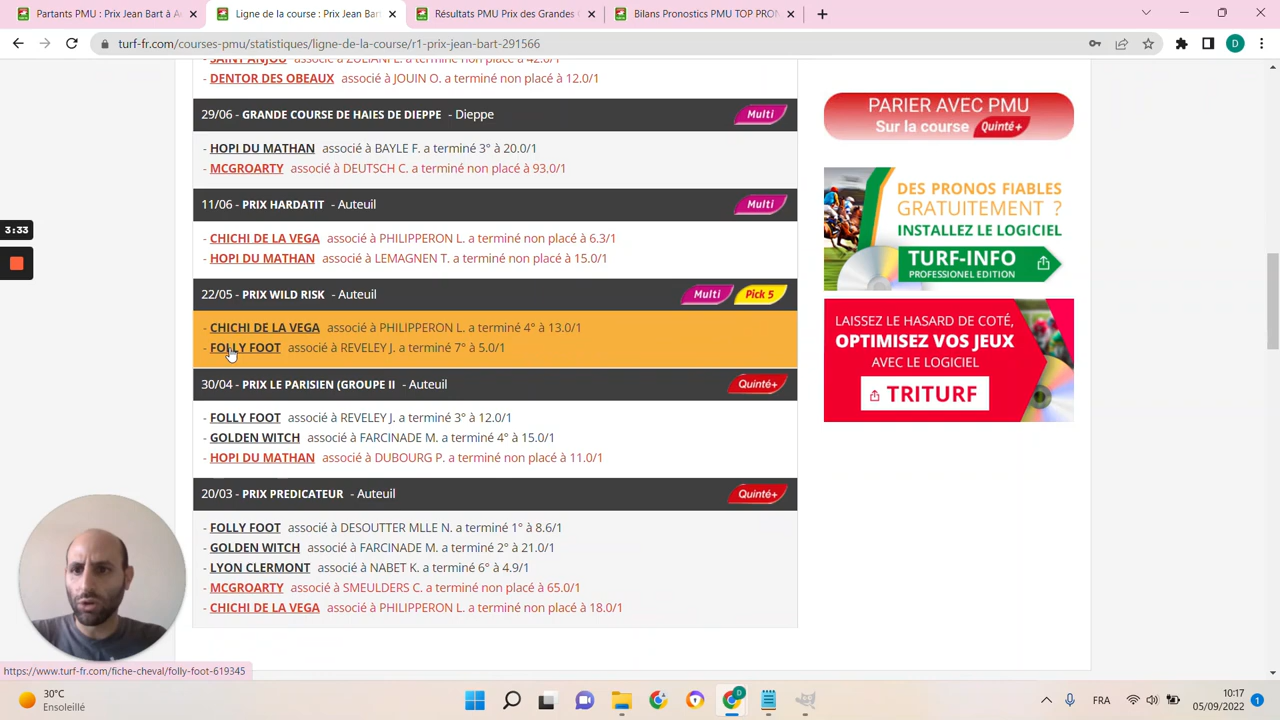 Partants PMU : Prix Jean Bart à A
Ligne de la course : Prix Jean Bar
Résultats PMU Prix des Grandes
Bilans Pronostics PMU TOP PRON
turf-fr.com/courses-pmu/statistiques/ligne-de-la-course/r1-prix-jean-bart-291566
D
- SAINT ANJOU associé à ZULIANI L. a terminé non placé à 42.0/1
- DENTOR DES OBEAUX associé à JOUIN O. a terminé non placé à 12.0/1
29/06 - GRANDE COURSE DE HAIES DE DIEPPE - Dieppe Multi
- HOPI DU MATHAN associé à BAYLE F. a terminé 3° à 20.0/1
- MCGROARTY associé à DEUTSCH C. a terminé non placé à 93.0/1
11/06 - PRIX HARDATIT - Auteuil Multi
- CHICHI DE LA VEGA associé à PHILIPPERON L. a terminé non placé à 6.3/1
- HOPI DU MATHAN associé à LEMAGNEN T. a terminé non placé à 15.0/1
22/05 - PRIX WILD RISK - Auteuil Multi Pick 5
- CHICHI DE LA VEGA associé à PHILIPPERON L. a terminé 4° à 13.0/1
- FOLLY FOOT associé à REVELEY J. a terminé 7° à 5.0/1
30/04 - PRIX LE PARISIEN (GROUPE II - Auteuil Quinté+
- FOLLY FOOT associé à REVELEY J. a terminé 3° à 12.0/1
- GOLDEN WITCH associé à FARCINADE M. a terminé 4° à 15.0/1
- HOPI DU MATHAN associé à DUBOURG P. a terminé non placé à 11.0/1
20/03 - PRIX PREDICATEUR - Auteuil Quinté+
- FOLLY FOOT associé à DESOUTTER MLLE N. a terminé 1° à 8.6/1
- GOLDEN WITCH associé à FARCINADE M. a terminé 2° à 21.0/1
- LYON CLERMONT associé à NABET K. a terminé 6° à 4.9/1
- MCGROARTY associé à SMEULDERS C. a terminé non placé à 65.0/1
- CHICHI DE LA VEGA associé à PHILIPPERON L. a terminé non placé à 18.0/1
PARIER AVEC PMU
Sur la course Quinté+
DES PRONOS FIABLES
GRATUITEMENT ?
INSTALLEZ LE LOGICIEL
TURF-INFO
PROFESSIONEL EDITION
LAISSEZ LE HASARD DE COTÉ,
OPTIMISEZ VOS JEUX
AVEC LE LOGICIEL
TRITURF
3:33
https://www.turf-fr.com/fiche-cheval/folly-foot-619345
30°C
Ensoleillé
FRA
10:17
05/09/2022
1